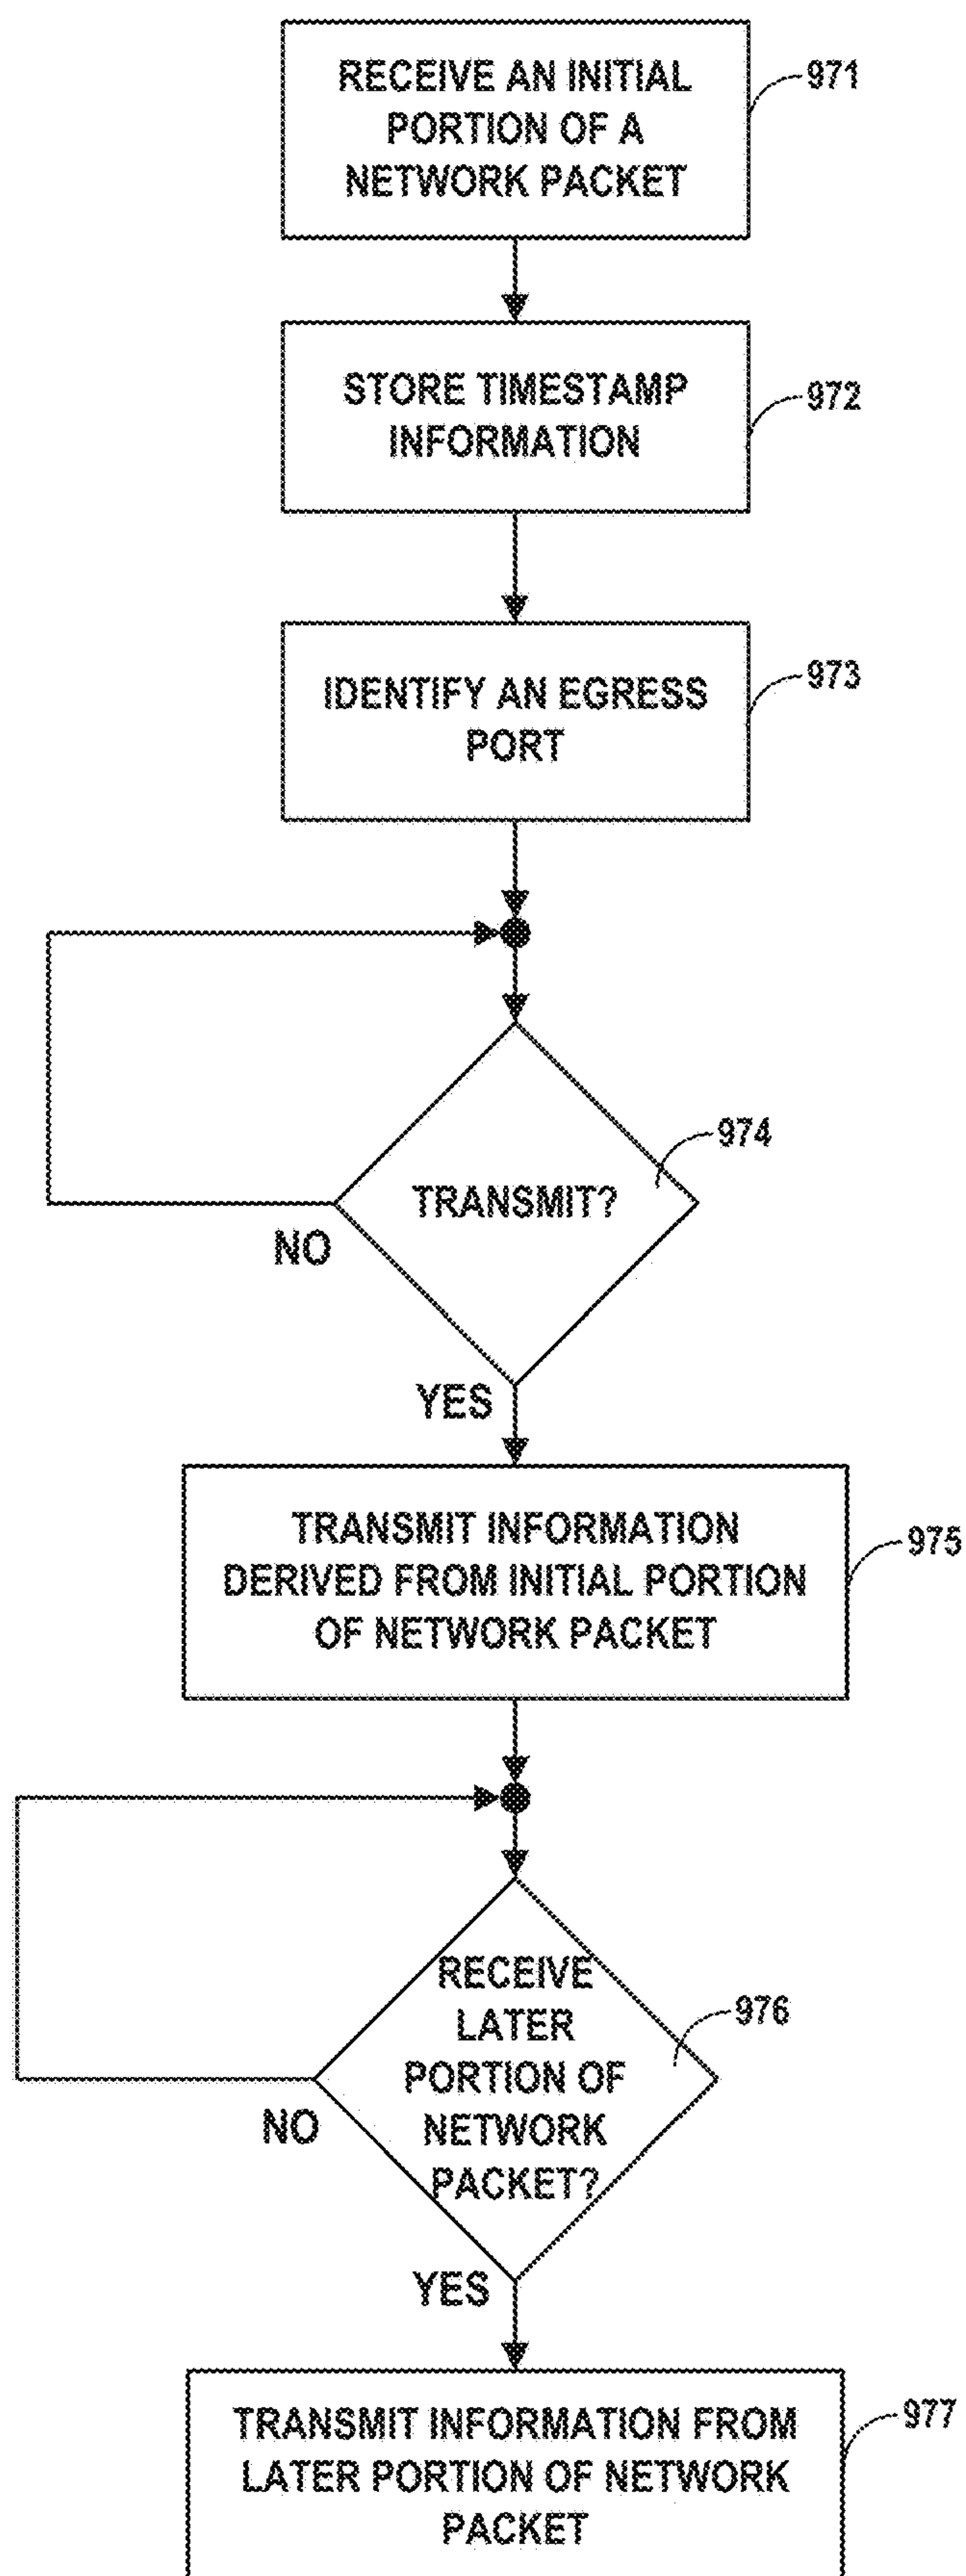 RECEIVE AN INITIAL
PORTION OF A
NETWORK PACKET
971
STORE TIMESTAMP
INFORMATION
972
IDENTIFY AN EGRESS
PORT
973
TRANSMIT?
974
NO
YES
TRANSMIT INFORMATION
DERIVED FROM INITIAL PORTION
OF NETWORK PACKET
975
RECEIVE
LATER
PORTION OF
NETWORK
PACKET?
976
NO
YES
TRANSMIT INFORMATION FROM
LATER PORTION OF NETWORK
PACKET
977